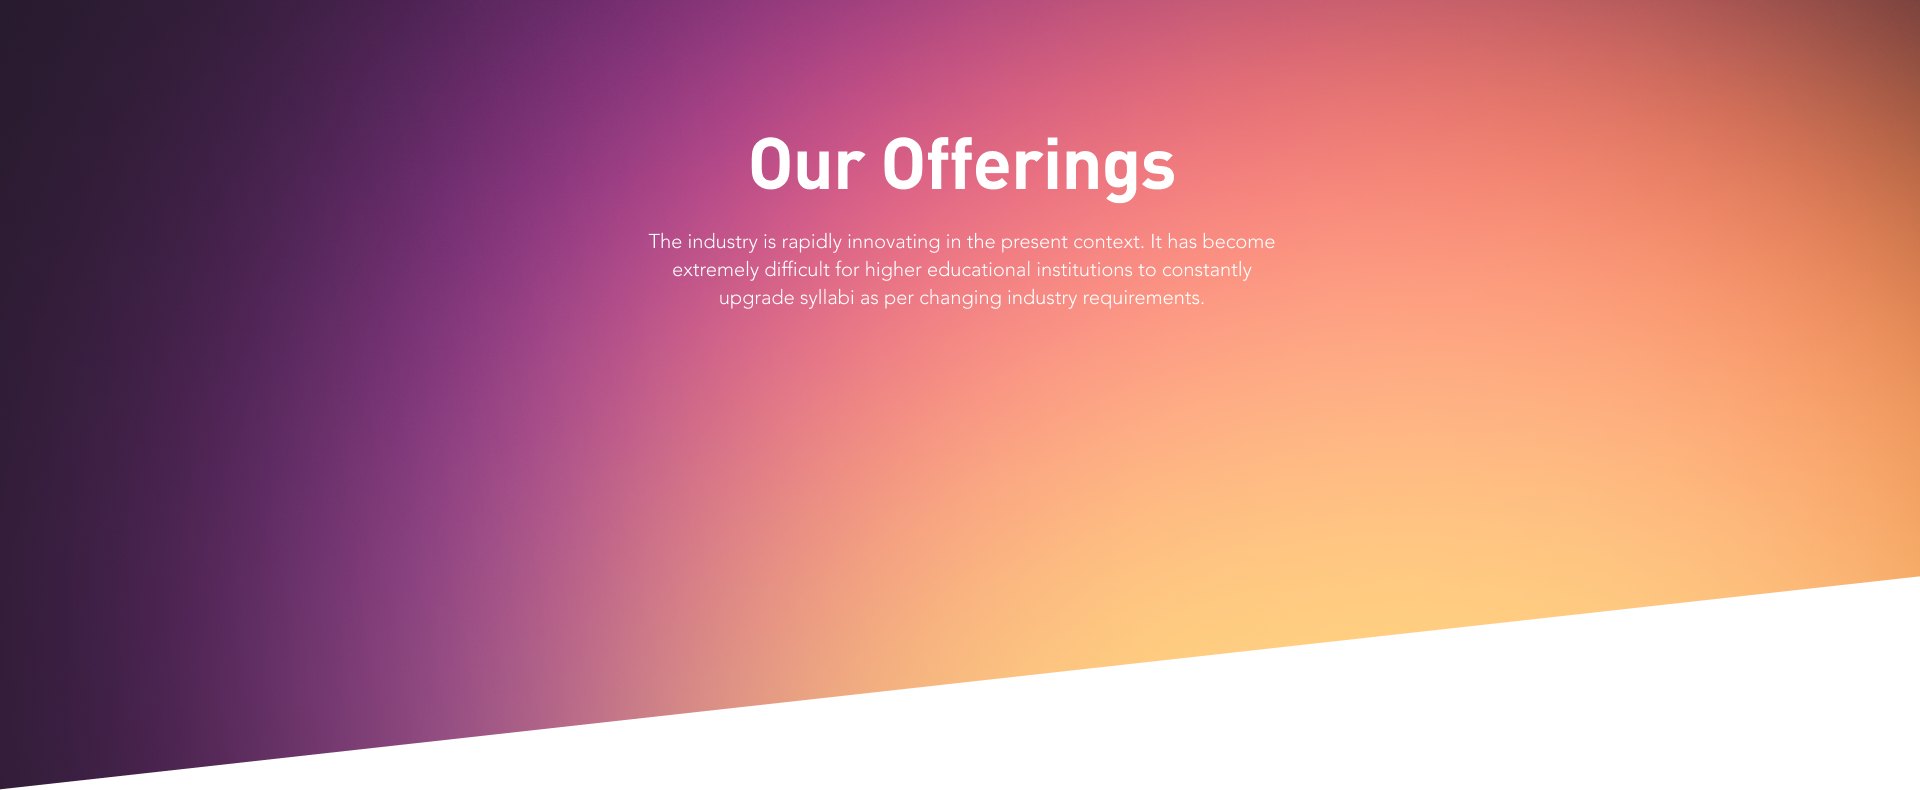 Our Offerings
The industry is rapidly innovating in the present context. It has become
extremely difficult for higher educational institutions to constantly
upgrade syllabi as per changing industry requirements.